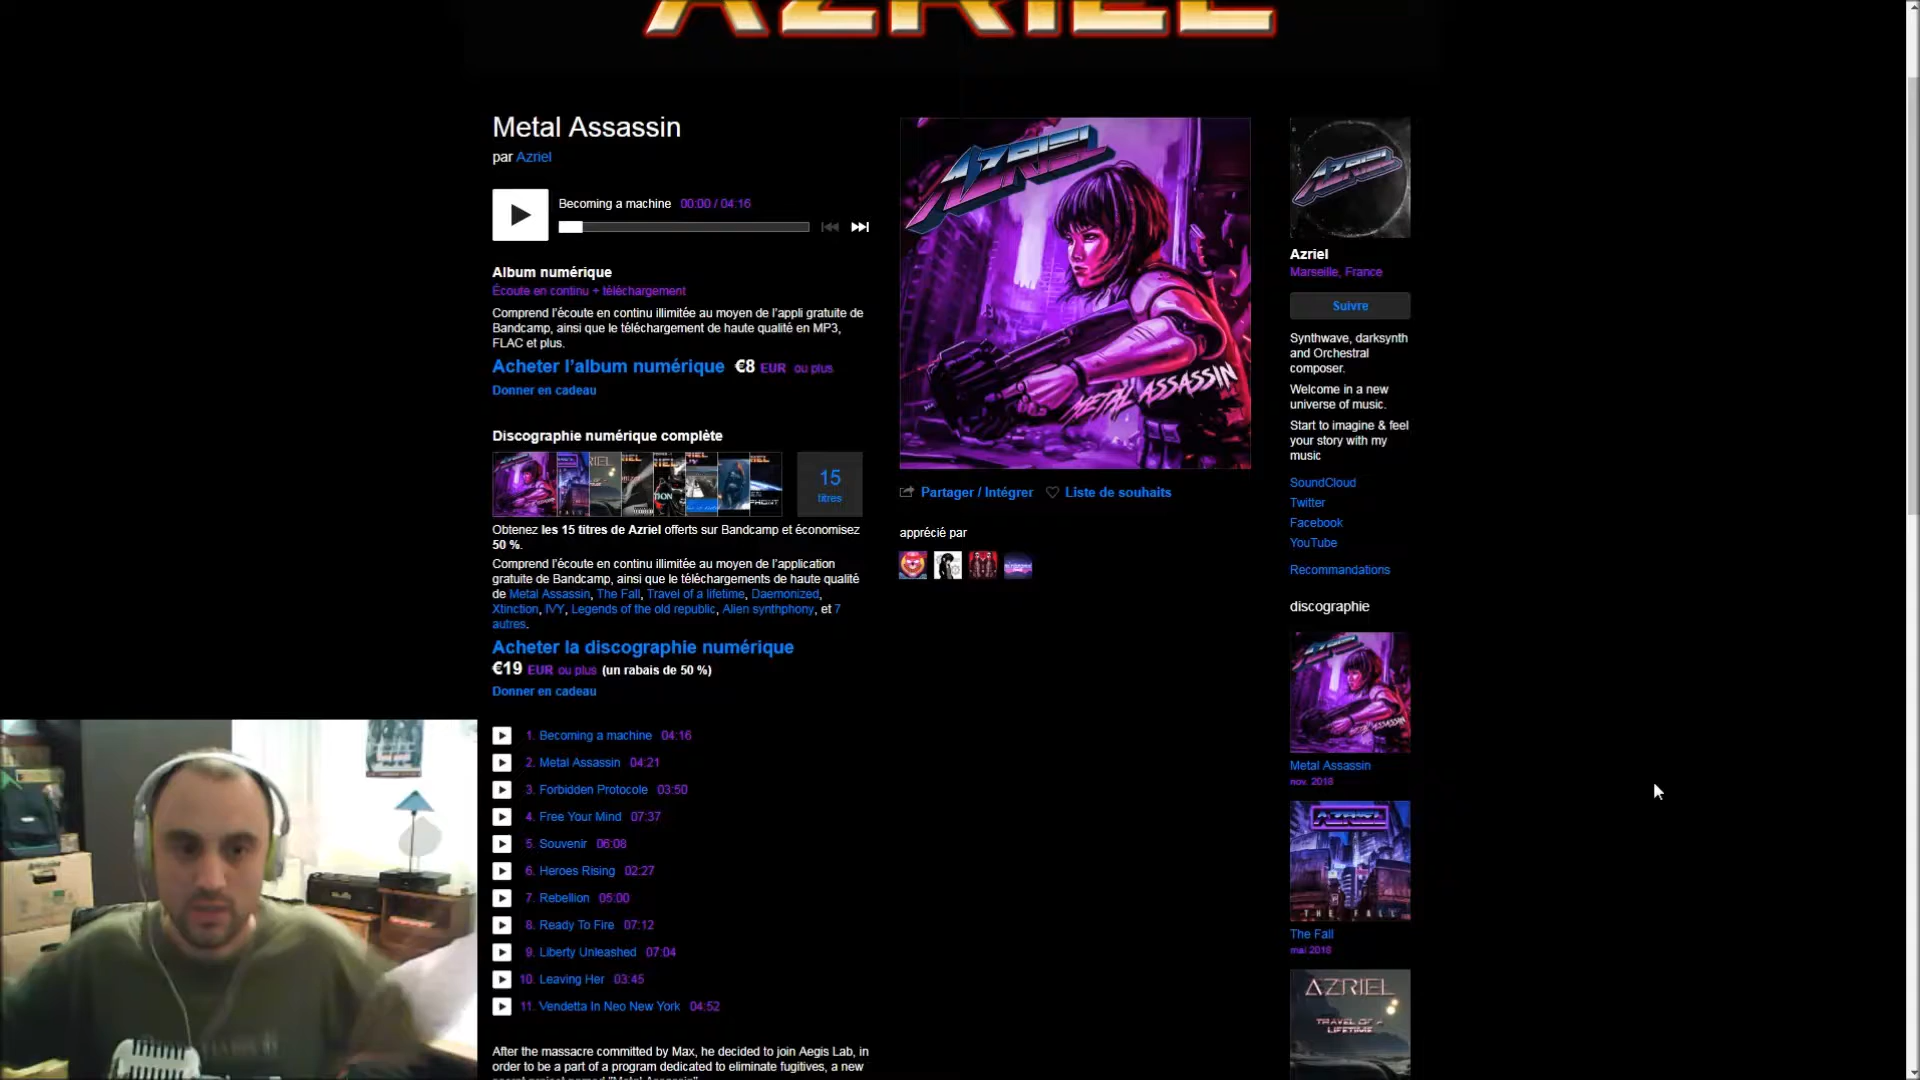 AZRIEL
Metal Assassin
par Azriel
Becoming a machine 00:00 / 04:16
Album numérique
Écoute en continu + téléchargement
Comprend l'écoute en continu illimitée au moyen de l'appli gratuite de
Bandcamp, ainsi que le téléchargement de haute qualité en MP3,
FLAC et plus.
Acheter l'album numérique €8 EUR ou plus
Donner en cadeau
Discographie numérique complète
15
titres
Obtenez les 15 titres de Azriel offerts sur Bandcamp et économisez
50 %.
Comprend l'écoute en continu illimitée au moyen de l'application
gratuite de Bandcamp, ainsi que le téléchargements de haute qualité
de Metal Assassin, The Fall, Travel of a lifetime, Daemonized,
Xtinction, IVY, Legends of the old republic, Alien synthphony, et 7
autres.
Acheter la discographie numérique
€19 EUR ou plus (un rabais de 50 %)
Donner en cadeau
1. Becoming a machine 04:16
2. Metal Assassin 04:21
3. Forbidden Protocole 03:50
4. Free Your Mind 07:37
5. Souvenir 06:08
6. Heroes Rising 02:27
7. Rebellion 05:00
8. Ready To Fire 07:12
9. Liberty Unleashed 07:04
10. Leaving Her 03:45
11. Vendetta In Neo New York 04:52
After the massacre committed by Max, he decided to join Aegis Lab, in
order to be a part of a program dedicated to eliminate fugitives, a new
AZRIEL
METAL ASSASSIN
Partager / Intégrer Liste de souhaits
apprécié par
AZRIEL
Azriel
Marseille, France
Suivre
Synthwave, darksynth
and Orchestral
composer.
Welcome in a new
universe of music.
Start to imagine & feel
your story with my
music
SoundCloud
Twitter
Facebook
YouTube
Recommandations
discographie
AZRIEL
METAL ASSASSIN
Metal Assassin
nov. 2018
AZRIEL
THE FALL
The Fall
mai 2018
AZRIEL
TRAVEL OF A
LIFETIME